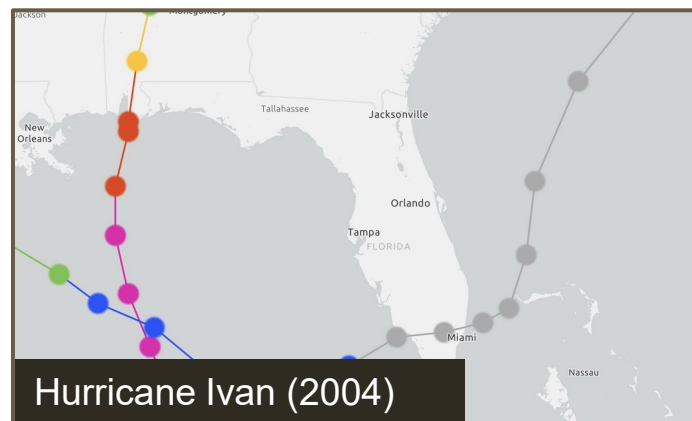 Jackson
Montgomery
Tallahassee
Jacksonville
New
Orleans
Orlando
Tampa
FLORIDA
Miami
Nassau
Hurricane Ivan (2004)